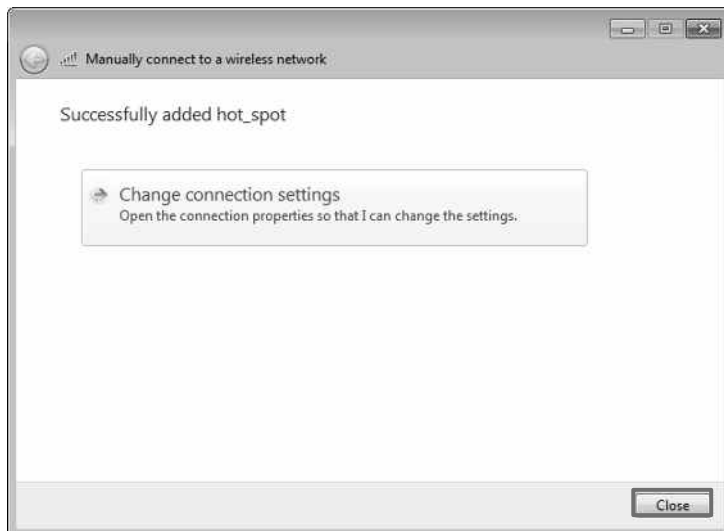 Manually connect to a wireless network
Successfully added hot_spot
Change connection settings
Open the connection properties so that I can change the settings.
Close